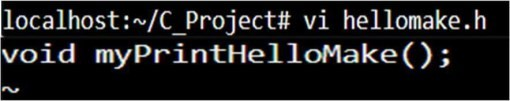 localhost:~/C_Project# vi hellomake.h
void myPrintHelloMake();
~